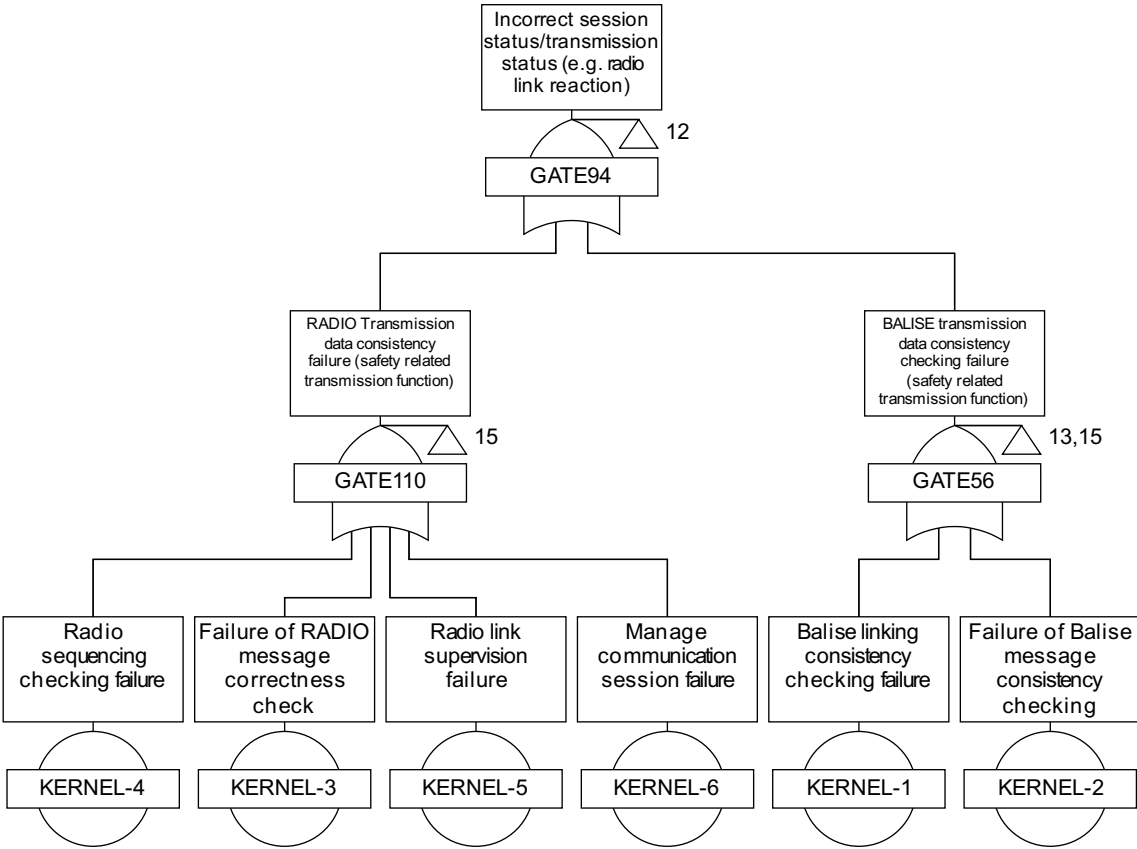 Incorrect session
status/transmission
status (e.g. radio
link reaction)
12
GATE94
RADIO Transmission
data consistency
failure (safety related
transmission function)
15
GATE110
BALISE transmission
data consistency
checking failure
(safety related
transmission function)
13,15
GATE56
Radio
sequencing
checking failure
KERNEL-4
Failure of RADIO
message
correctness
check
KERNEL-3
Radio link
supervision
failure
KERNEL-5
Manage
communication
session failure
KERNEL-6
Balise linking
consistency
checking failure
KERNEL-1
Failure of Balise
message
consistency
checking
KERNEL-2